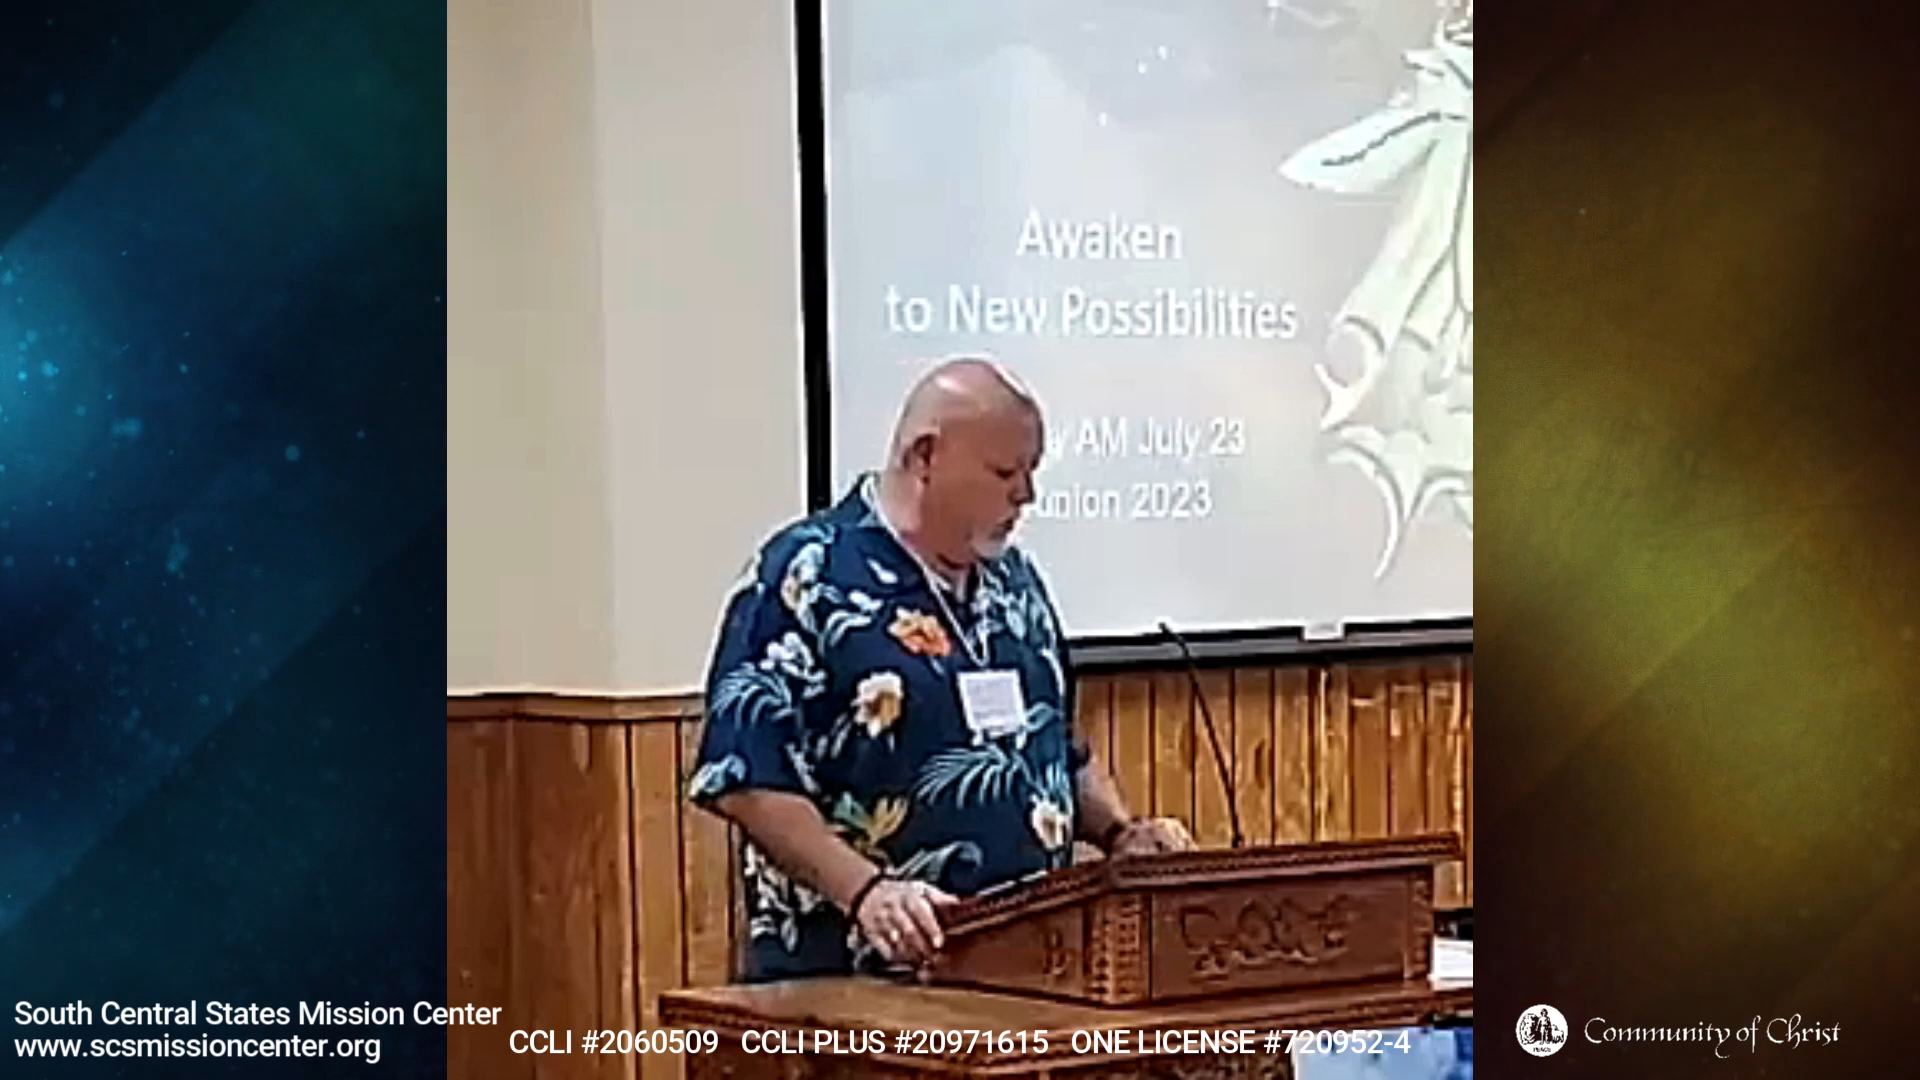 Awaken
to New Possibilities
AM July 23
2023
South Central States Mission Center
www.scsmissioncenter.org
CCLI #2060509 CCLI PLUS #20971615 ONE LICENSE #720952-4
PEACE
Community of Christ